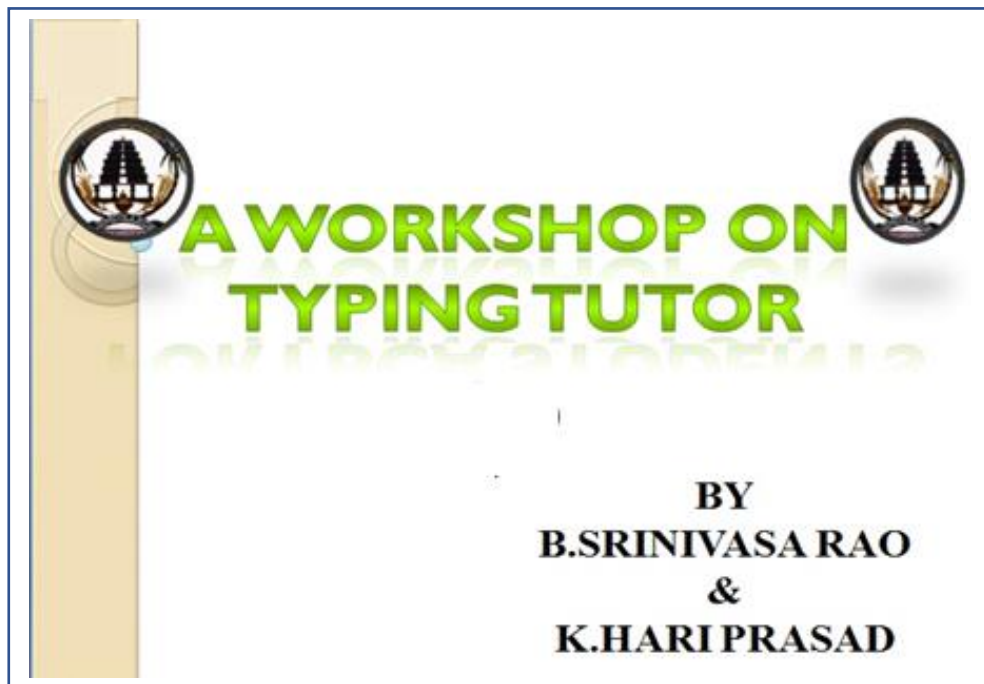 A WORKSHOP ON
TYPING TUTOR
BY
B.SRINIVASA RAO
&
K.HARI PRASAD